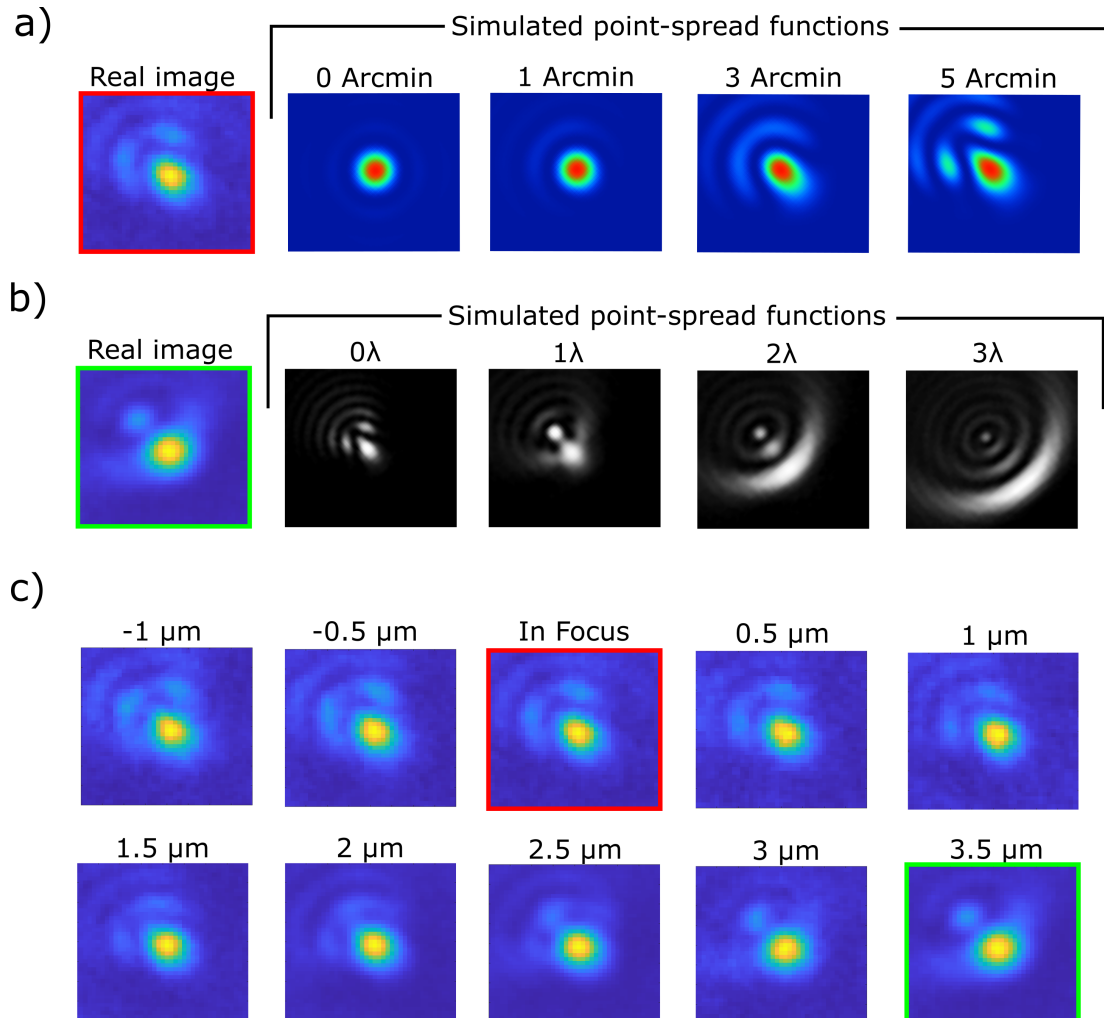 a)
Simulated point-spread functions
Real image
0 Arcmin
1 Arcmin
3 Arcmin
5 Arcmin
b)
Simulated point-spread functions
Real image
0λ
1λ
2λ
3λ
c)
-1 µm
-0.5 µm
In Focus
0.5 µm
1 µm
1.5 µm
2 µm
2.5 µm
3 µm
3.5 µm